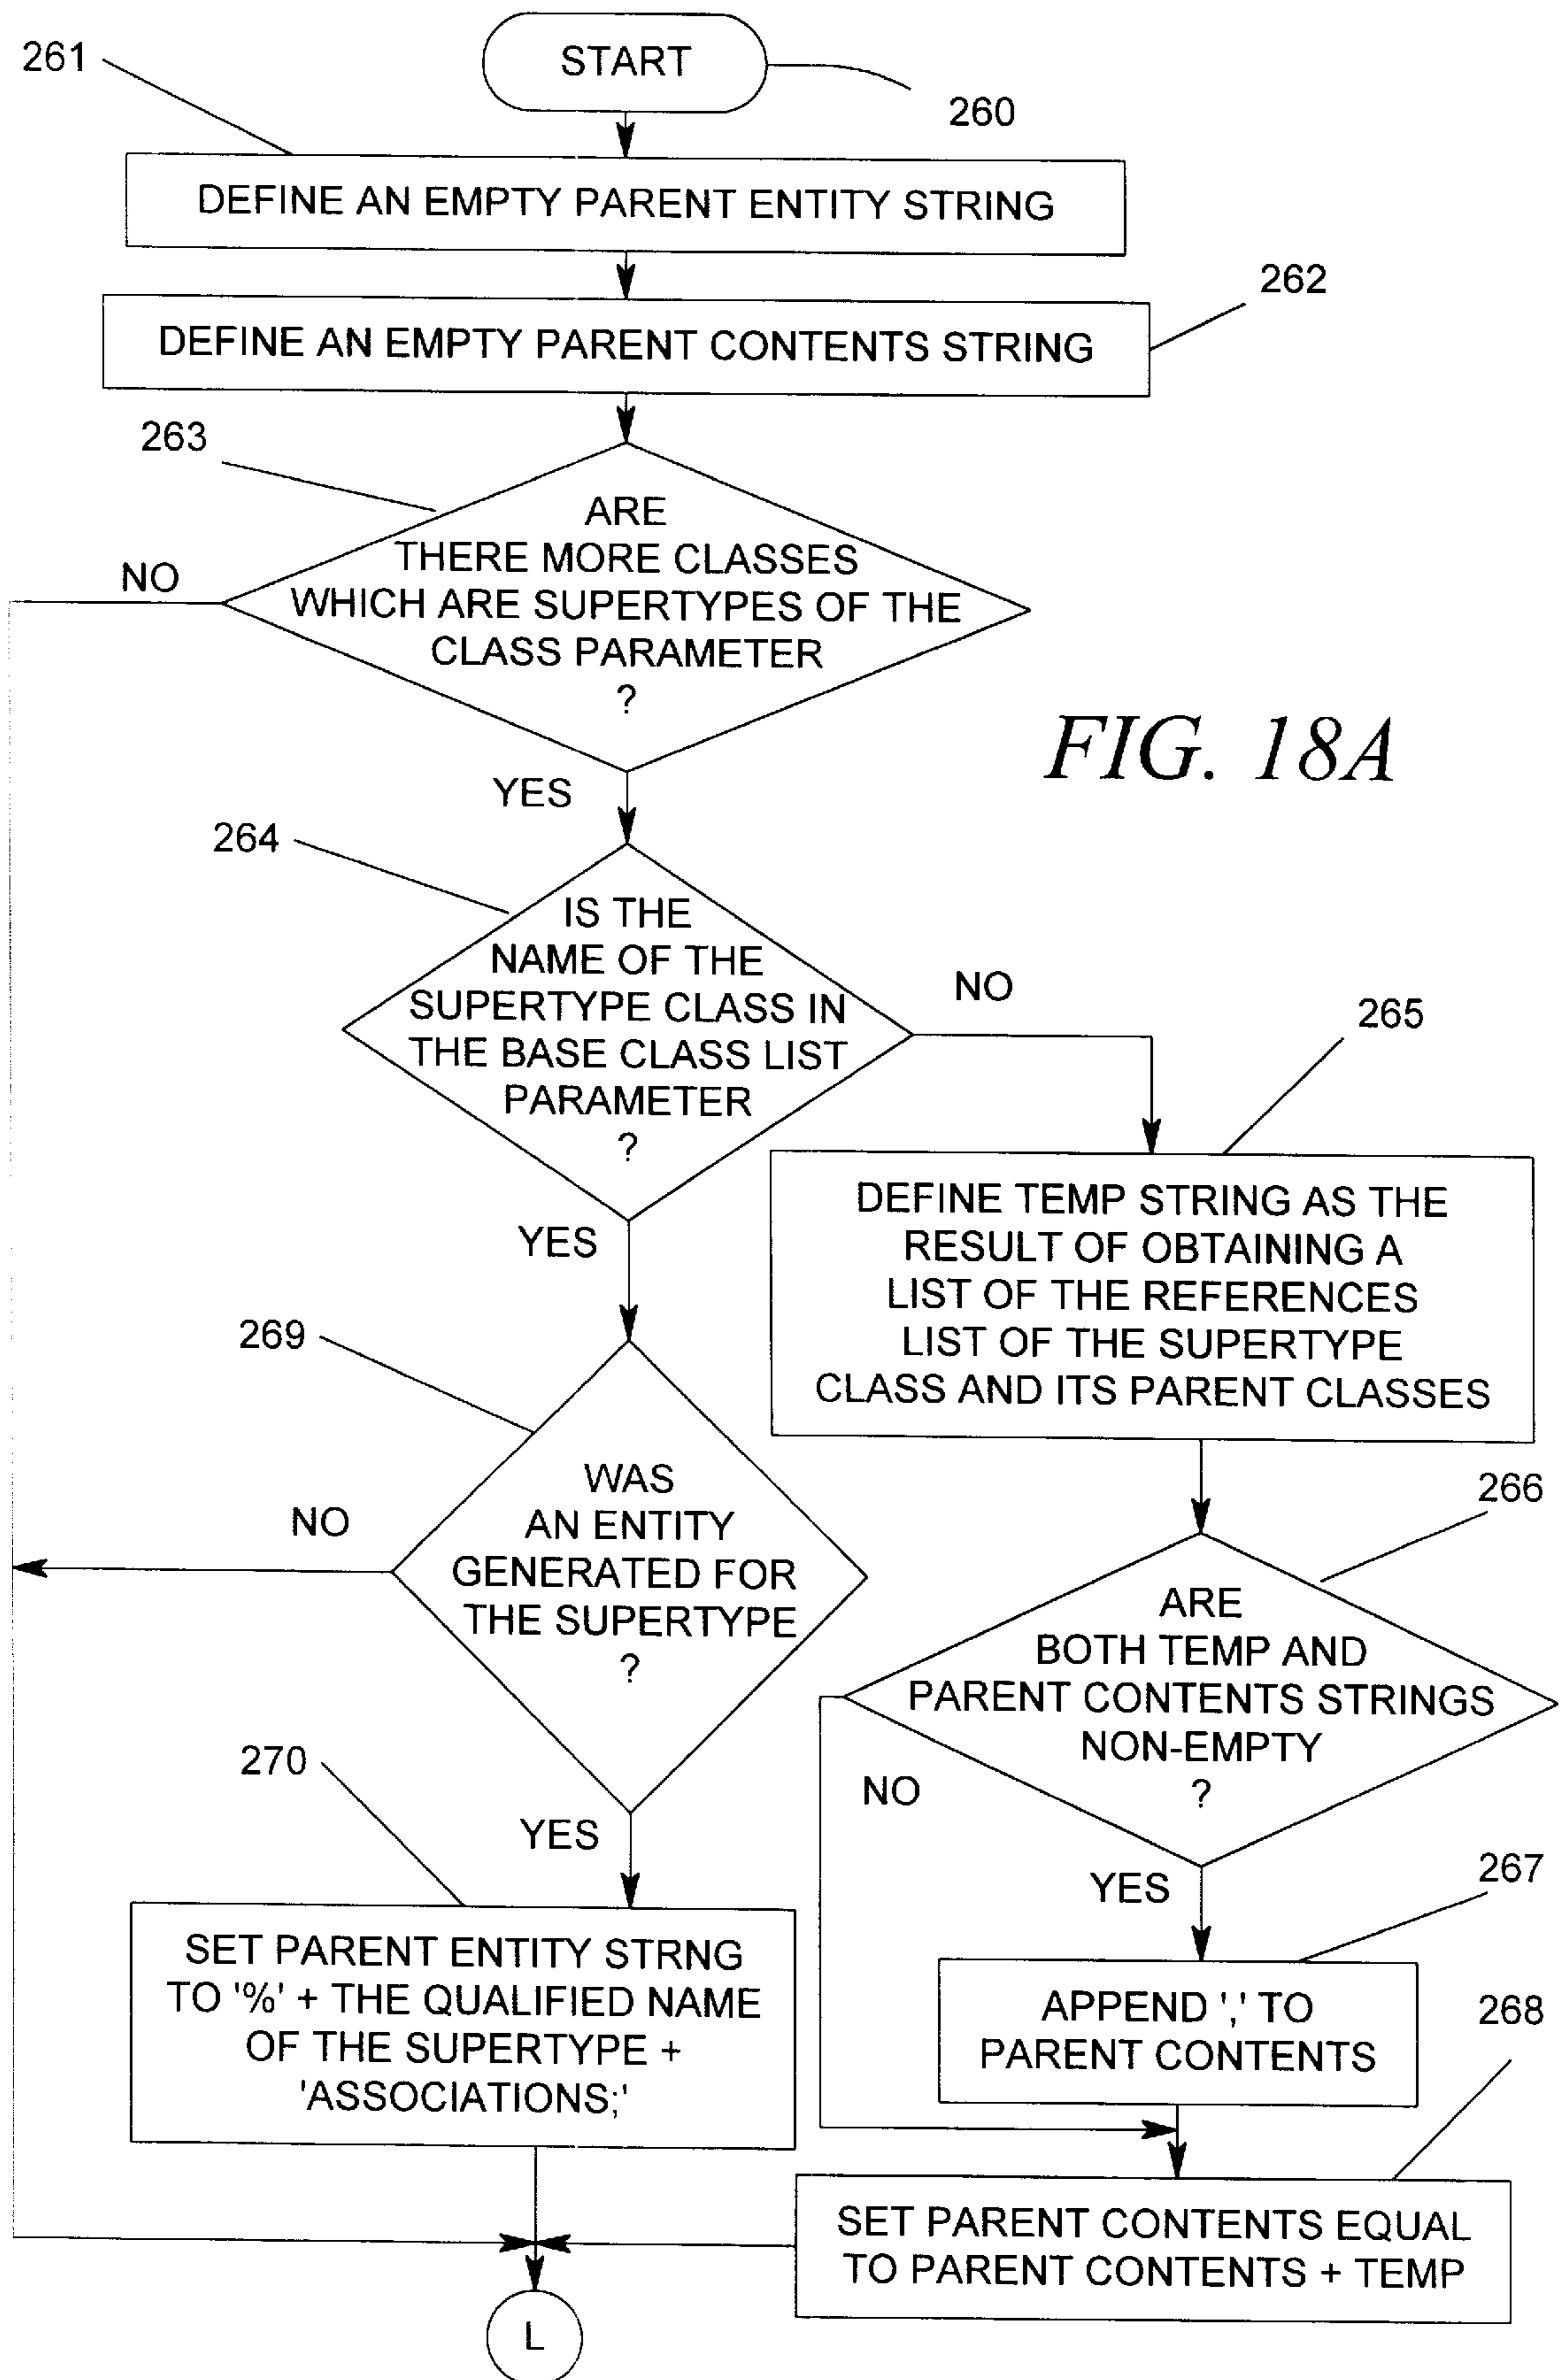 START
260
261
DEFINE AN EMPTY PARENT ENTITY STRING
262
DEFINE AN EMPTY PARENT CONTENTS STRING
263
ARE
THERE MORE CLASSES
WHICH ARE SUPERTYPES OF THE
CLASS PARAMETER
?
NO
FIG. 18A
YES
264
IS THE
NAME OF THE
SUPERTYPE CLASS IN
THE BASE CLASS LIST
PARAMETER
?
NO
265
YES
DEFINE TEMP STRING AS THE
RESULT OF OBTAINING A
LIST OF THE REFERENCES
LIST OF THE SUPERTYPE
CLASS AND ITS PARENT CLASSES
269
WAS
AN ENTITY
GENERATED FOR
THE SUPERTYPE
?
NO
266
ARE
BOTH TEMP AND
PARENT CONTENTS STRINGS
NON-EMPTY
?
NO
YES
270
YES
SET PARENT ENTITY STRNG
TO '%' + THE QUALIFIED NAME
OF THE SUPERTYPE +
'ASSOCIATIONS;'
267
APPEND ',' TO
PARENT CONTENTS
268
SET PARENT CONTENTS EQUAL
TO PARENT CONTENTS + TEMP
L